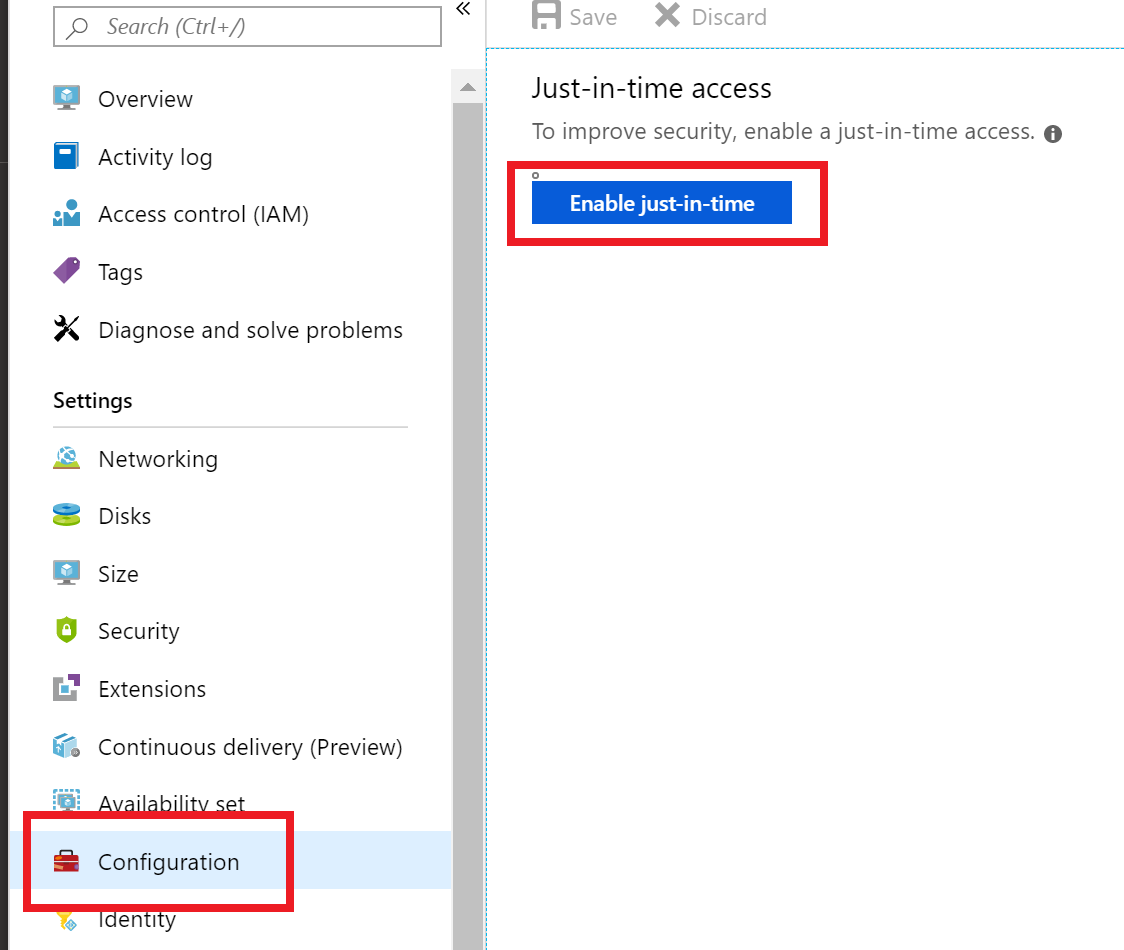 Search (Ctrl+/)
«
Overview
Activity log
Access control (IAM)
Tags
Diagnose and solve problems
Settings
Networking
Disks
Size
Security
Extensions
Continuous delivery (Preview)
Availability set
Configuration
Identity
Save
Discard
Just-in-time access
To improve security, enable a just-in-time access.
Enable just-in-time